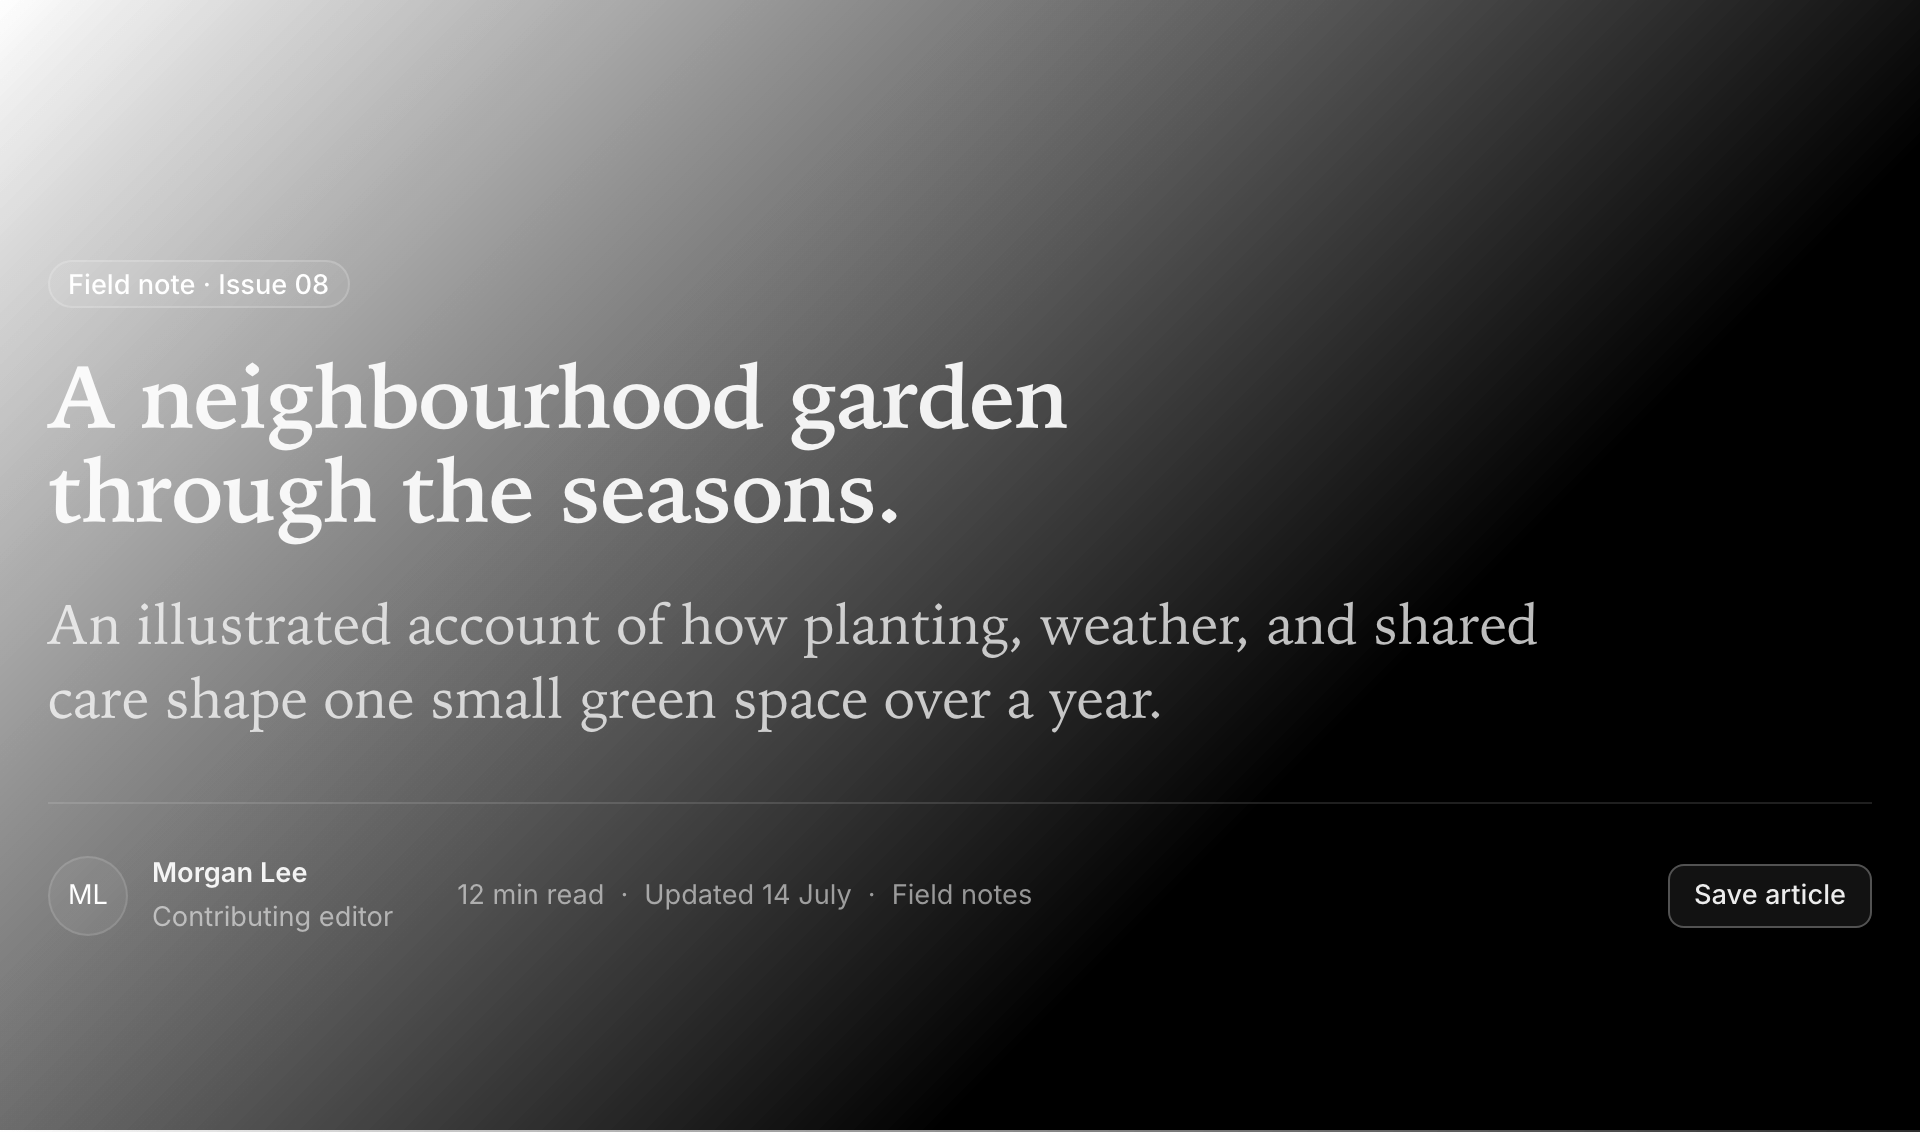 Field note · Issue 08
A neighbourhood garden
through the seasons.
An illustrated account of how planting, weather, and shared
care shape one small green space over a year.
ML
Morgan Lee
Contributing editor
12 min read · Updated 14 July · Field notes
Save article